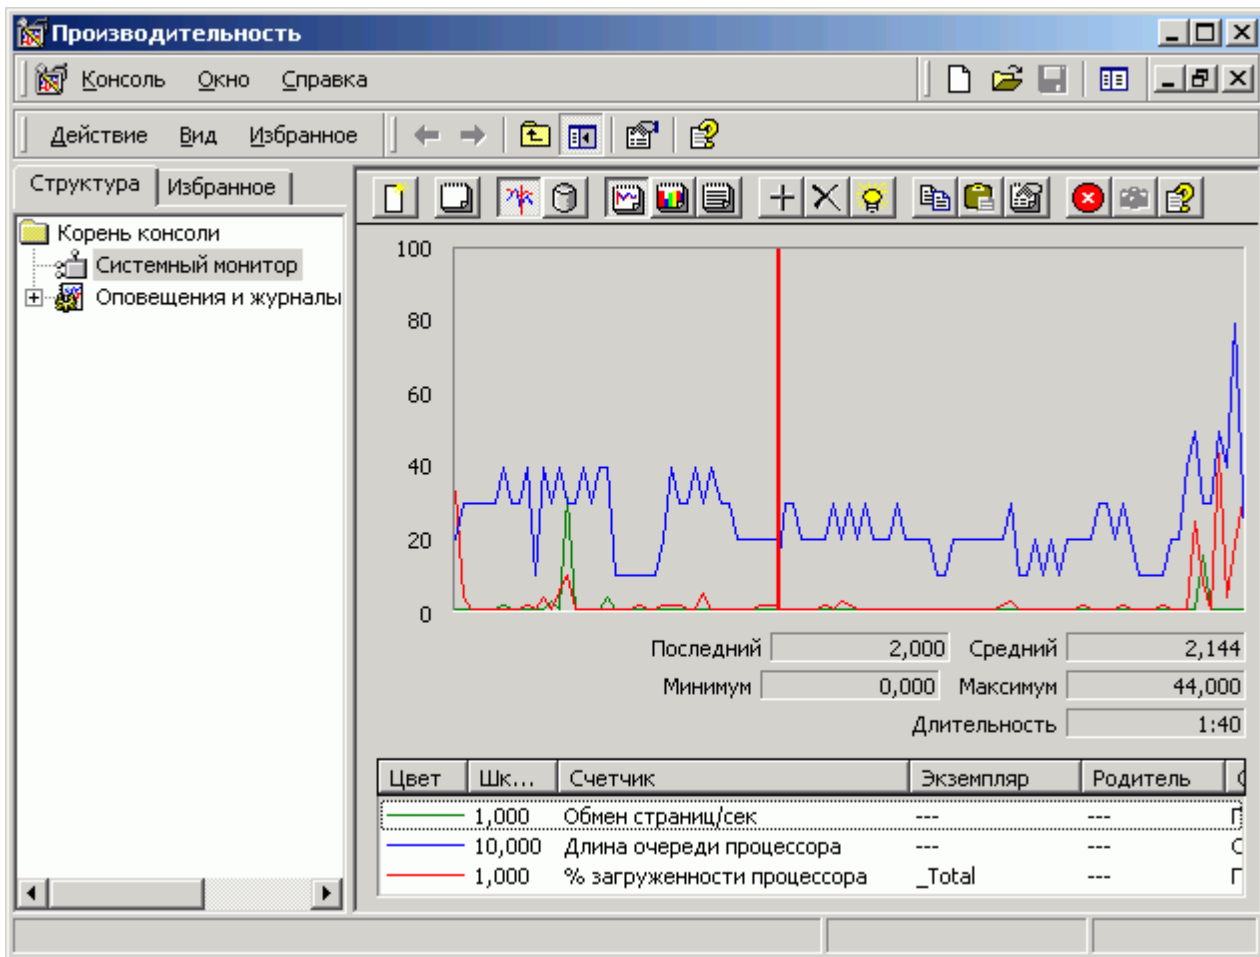 Производительность
Консоль Окно Справка
Действие Вид Избранное
Структура Избранное
Корень консоли
Системный монитор
Оповещения и журналы
100
80
60
40
20
0
Последний 2,000 Средний 2,144
Минимум 0,000 Максимум 44,000
Длительность 1:40
Цвет Шк... Счетчик Экземпляр Родитель
1,000 Обмен страниц/сек --- ---
10,000 Длина очереди процессора --- ---
1,000 % загруженности процессора _Total ---